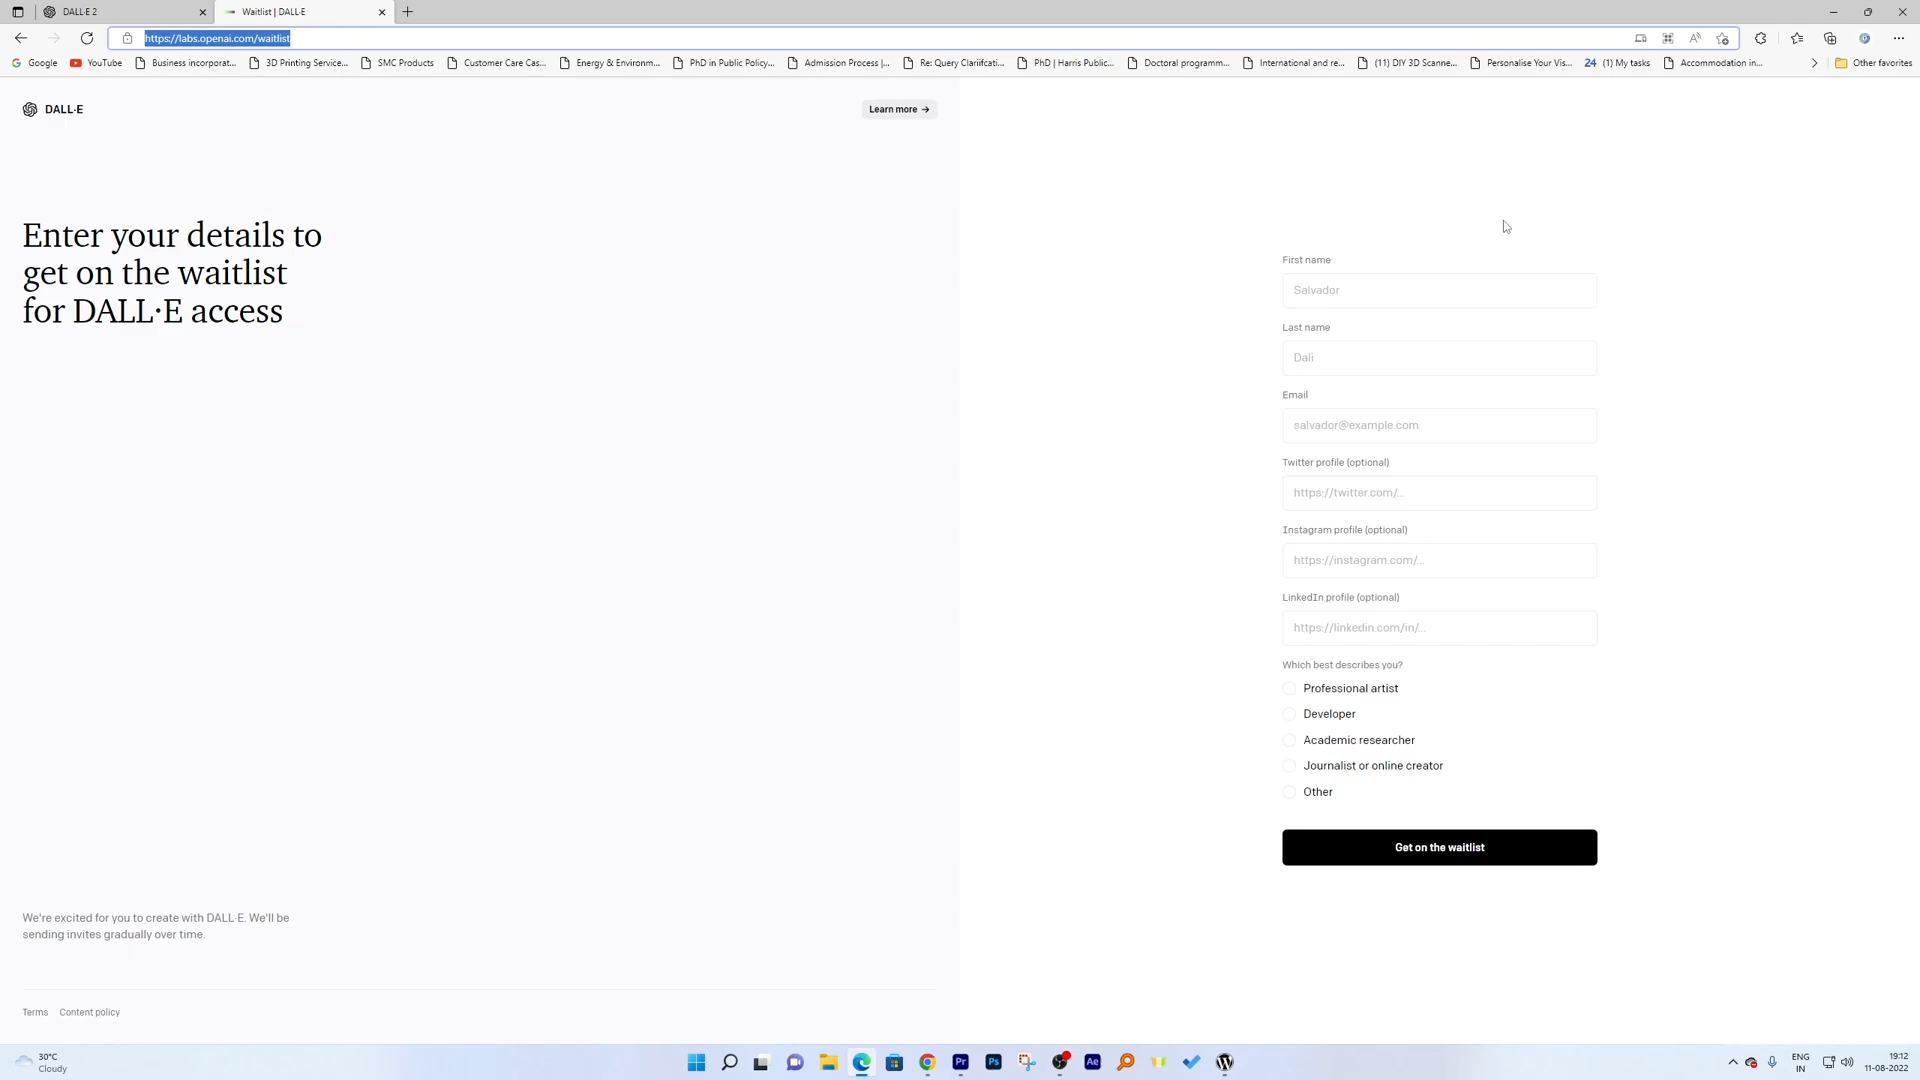 DALL·E 2
Waitlist | DALL·E
https://labs.openai.com/waitlist
Google
YouTube
Business incorporat...
3D Printing Service...
SMC Products
Customer Care Cas...
Energy & Environm...
PhD in Public Policy...
Admission Process |...
Re: Query Clariifcati...
PhD | Harris Public...
Doctoral programm...
International and re...
(11) DIY 3D Scanne...
Personalise Your Vis...
24 (1) My tasks
Accommodation in...
Other favorites
DALL·E
Learn more →
Enter your details to
get on the waitlist
for DALL·E access
First name
Salvador
Last name
Dali
Email
salvador@example.com
Twitter profile (optional)
https://twitter.com/...
Instagram profile (optional)
https://instagram.com/...
LinkedIn profile (optional)
https://linkedin.com/in/...
Which best describes you?
Professional artist
Developer
Academic researcher
Journalist or online creator
Other
Get on the waitlist
We're excited for you to create with DALL·E. We'll be
sending invites gradually over time.
Terms Content policy
30°C
Cloudy
Pr
Ps
Ae
ENG
IN
19:12
11-08-2022